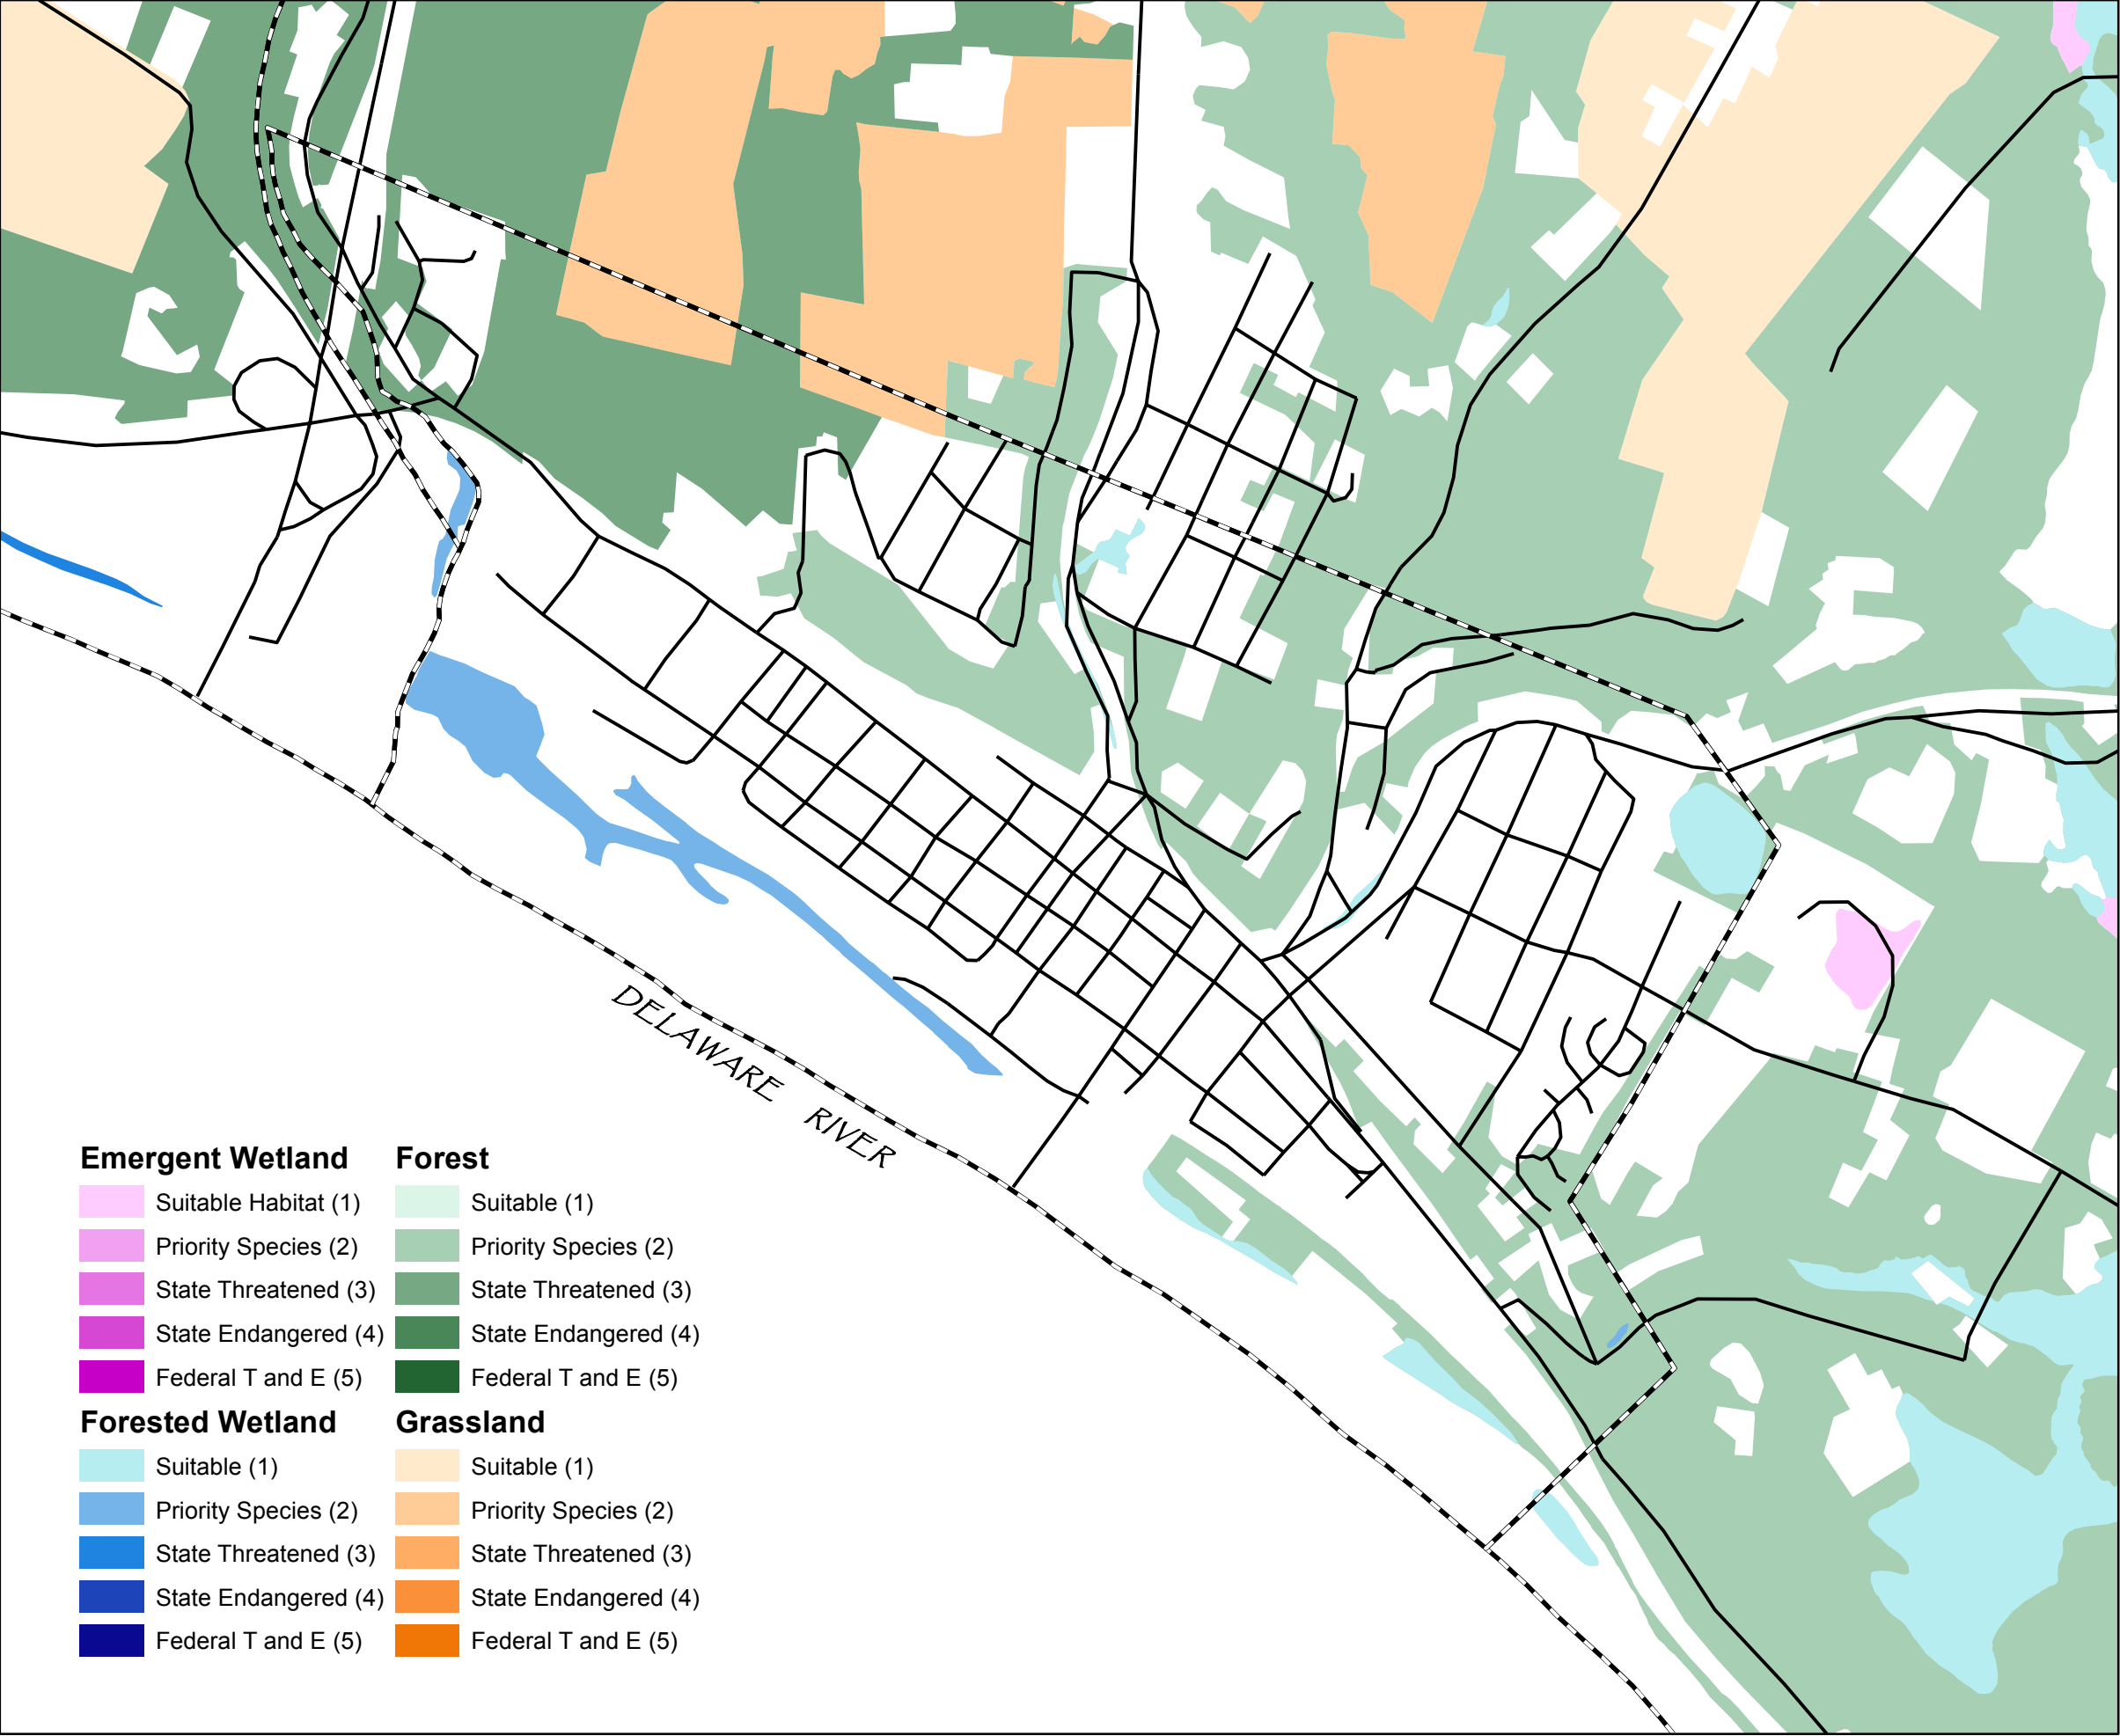 DELAWARE RIVER
Emergent Wetland
Suitable Habitat (1)
Priority Species (2)
State Threatened (3)
State Endangered (4)
Federal T and E (5)
Forest
Suitable (1)
Priority Species (2)
State Threatened (3)
State Endangered (4)
Federal T and E (5)
Forested Wetland
Suitable (1)
Priority Species (2)
State Threatened (3)
State Endangered (4)
Federal T and E (5)
Grassland
Suitable (1)
Priority Species (2)
State Threatened (3)
State Endangered (4)
Federal T and E (5)